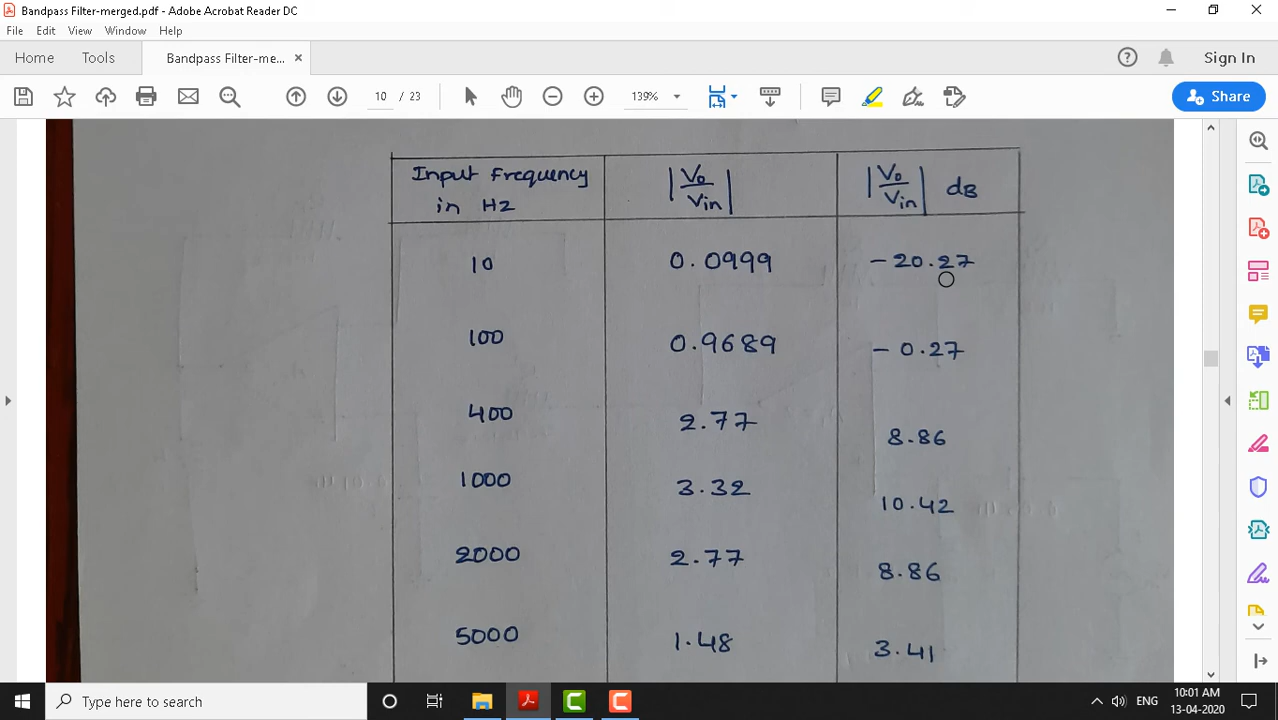 Bandpass Filter-merged.pdf - Adobe Acrobat Reader DC
File Edit View Window Help
Home Tools Bandpass Filter-me... × Sign In
10 / 23 139% Share
Input Frequency in Hz | |Vo/Vin| | |Vo/Vin| dB
10 0.0999 -20.27
100 0.9689 -0.27
400 2.77 8.86
1000 3.32 10.42
2000 2.77 8.86
5000 1.48 3.41
Type here to search ENG 10:01 AM
13-04-2020